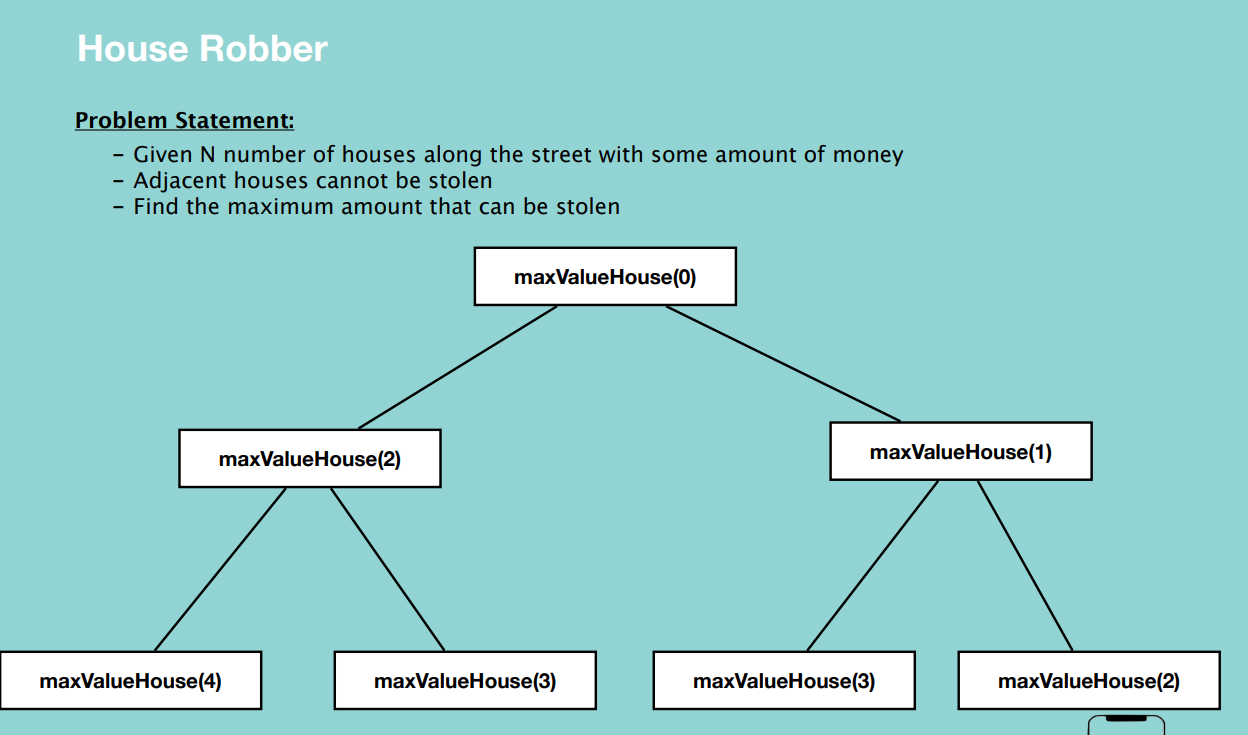 House Robber
Problem Statement:
– Given N number of houses along the street with some amount of money
– Adjacent houses cannot be stolen
– Find the maximum amount that can be stolen
maxValueHouse(0)
maxValueHouse(2)
maxValueHouse(1)
maxValueHouse(4)
maxValueHouse(3)
maxValueHouse(3)
maxValueHouse(2)